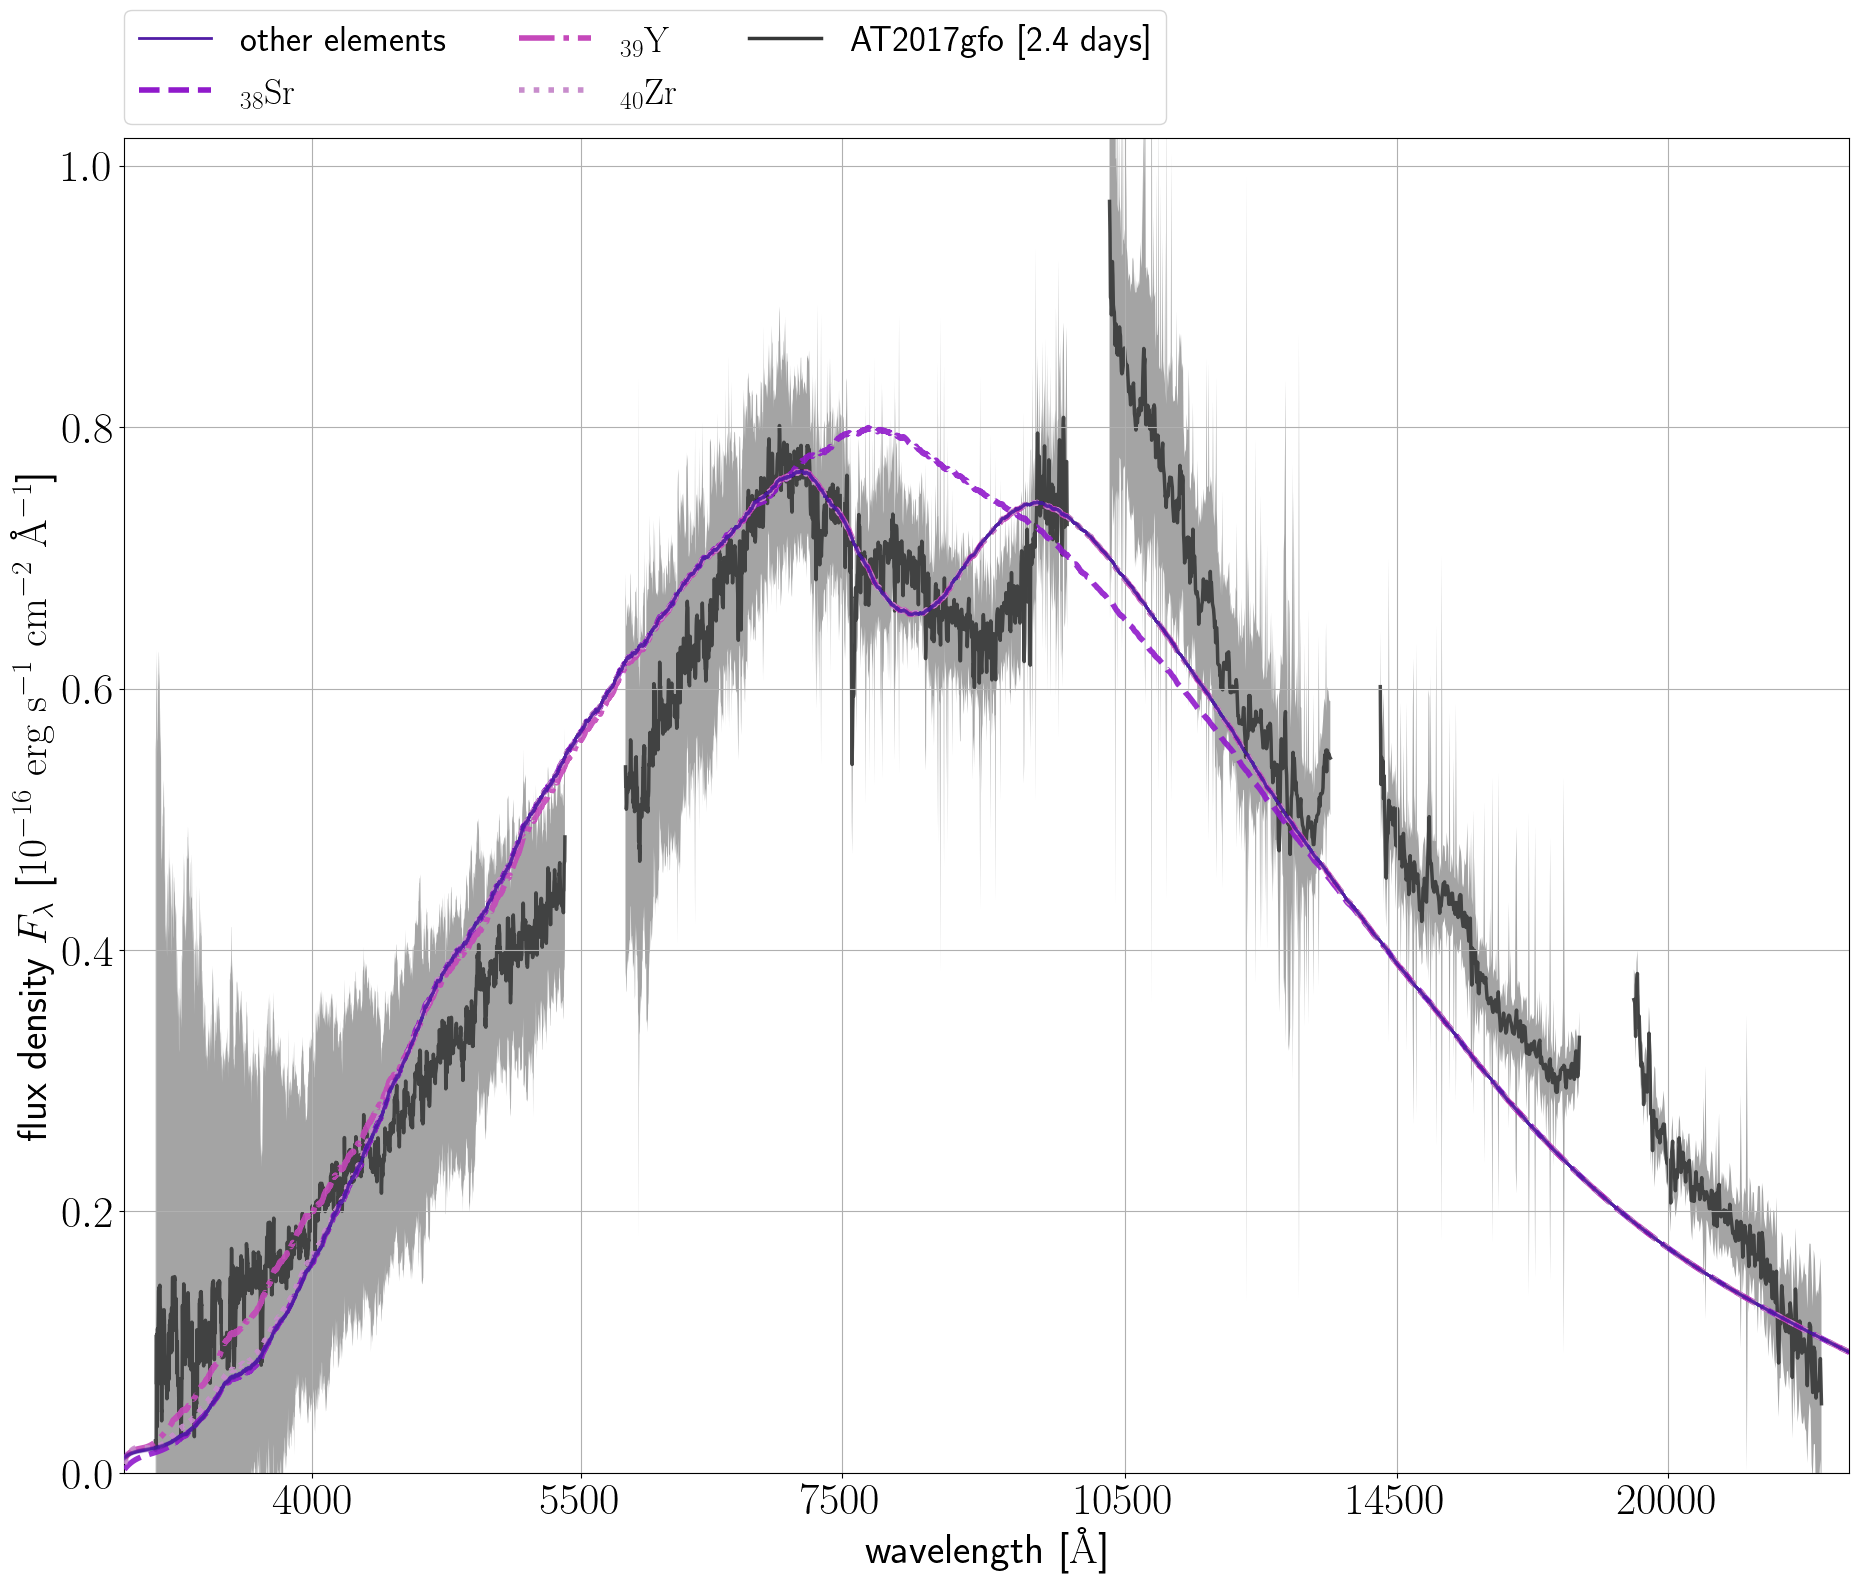 other elements
₃₈Sr
₃₉Y
₄₀Zr
AT2017gfo [2.4 days]
flux density F_λ [10⁻¹⁶ erg s⁻¹ cm⁻² Å⁻¹]
1.0
0.8
0.6
0.4
0.2
0.0
4000 5500 7500 10500 14500 20000
wavelength [Å]